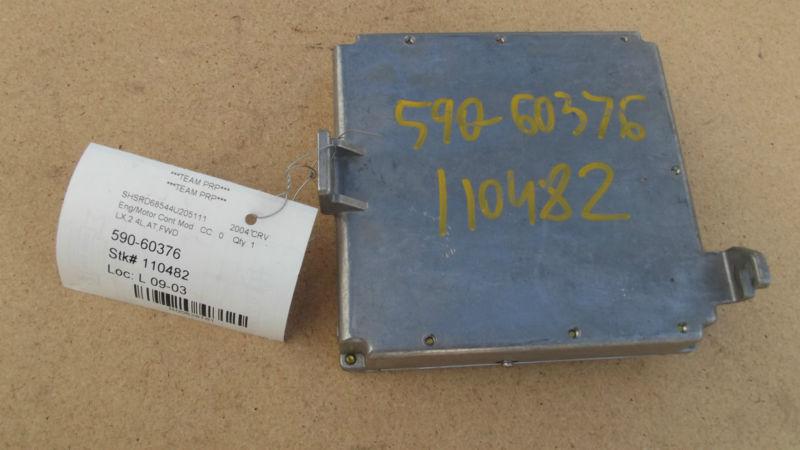 ***TEAM PRP***
***TEAM PRP***
SHSRD68544U205111 2004 CRV
Eng/Motor Cont Mod CC 0 Qty 1
LX,2.4L,AT,FWD
590-60376
Stk# 110482
Loc: L 09-03
590-60376
110482